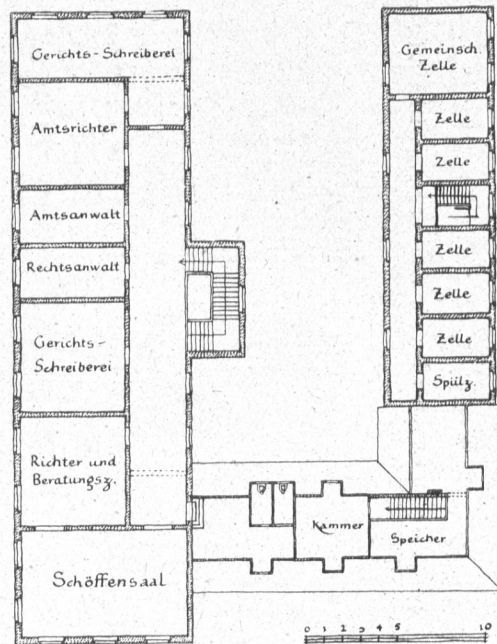 Gerichts-Schreiberei
Amtsrichter
Amtsanwalt
Rechtsanwalt
Gerichts-
Schreiberei
Richter und
Beratungsz.
Schöffensaal
Gemeinsch.
Zelle
Zelle
Zelle
Zelle
Zelle
Zelle
Spülz.
Kammer
Speicher
0 1 2 3 4 5 10